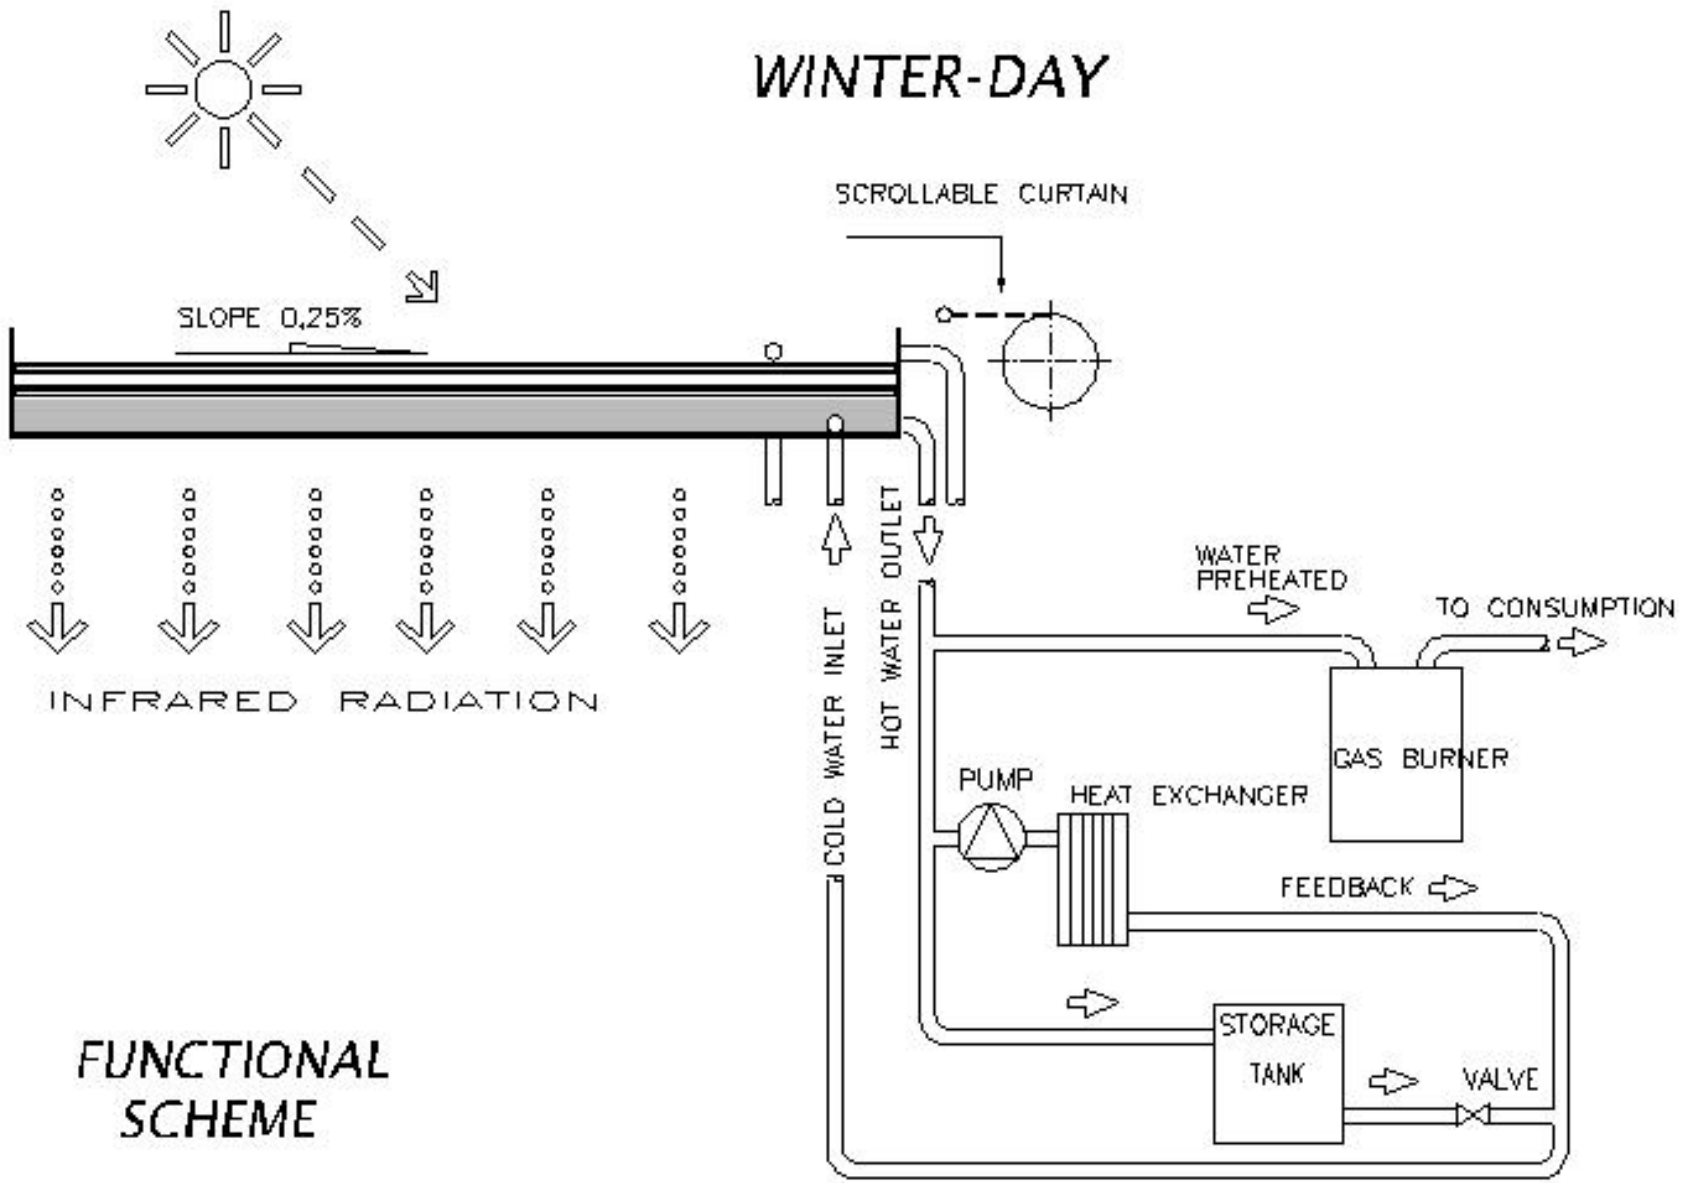 WINTER-DAY
SCROLLABLE CURTAIN
SLOPE 0,25%
INFRARED RADIATION
COLD WATER INLET
HOT WATER OUTLET
WATER
PREHEATED
TO CONSUMPTION
GAS BURNER
PUMP
HEAT EXCHANGER
FEEDBACK
STORAGE
TANK
VALVE
FUNCTIONAL
SCHEME